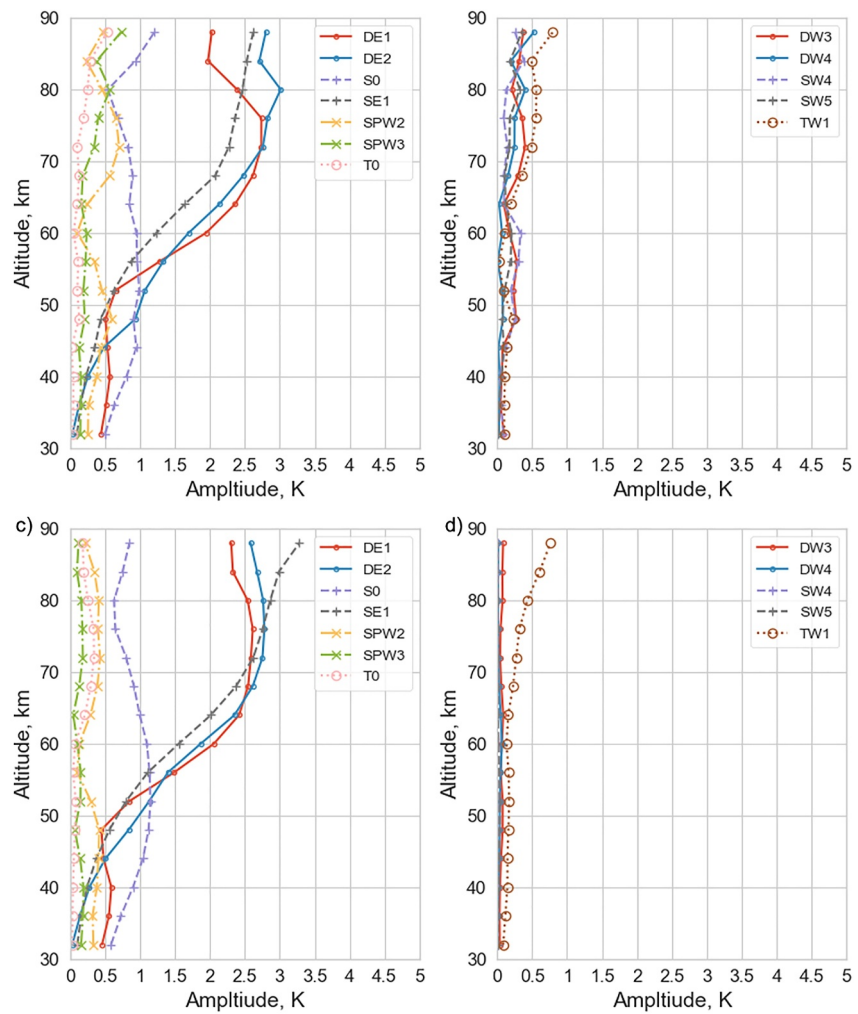 90
80
70
60
50
40
30
Altitude, km
0 0.5 1 1.5 2 2.5 3 3.5 4 4.5 5
Ampltiude, K
DE1
DE2
S0
SE1
SPW2
SPW3
T0
90
80
70
60
50
40
30
Altitude, km
0 0.5 1 1.5 2 2.5 3 3.5 4 4.5 5
Ampltiude, K
DW3
DW4
SW4
SW5
TW1
c)
90
80
70
60
50
40
30
Altitude, km
0 0.5 1 1.5 2 2.5 3 3.5 4 4.5 5
Ampltiude, K
DE1
DE2
S0
SE1
SPW2
SPW3
T0
d)
90
80
70
60
50
40
30
Altitude, km
0 0.5 1 1.5 2 2.5 3 3.5 4 4.5 5
Ampltiude, K
DW3
DW4
SW4
SW5
TW1